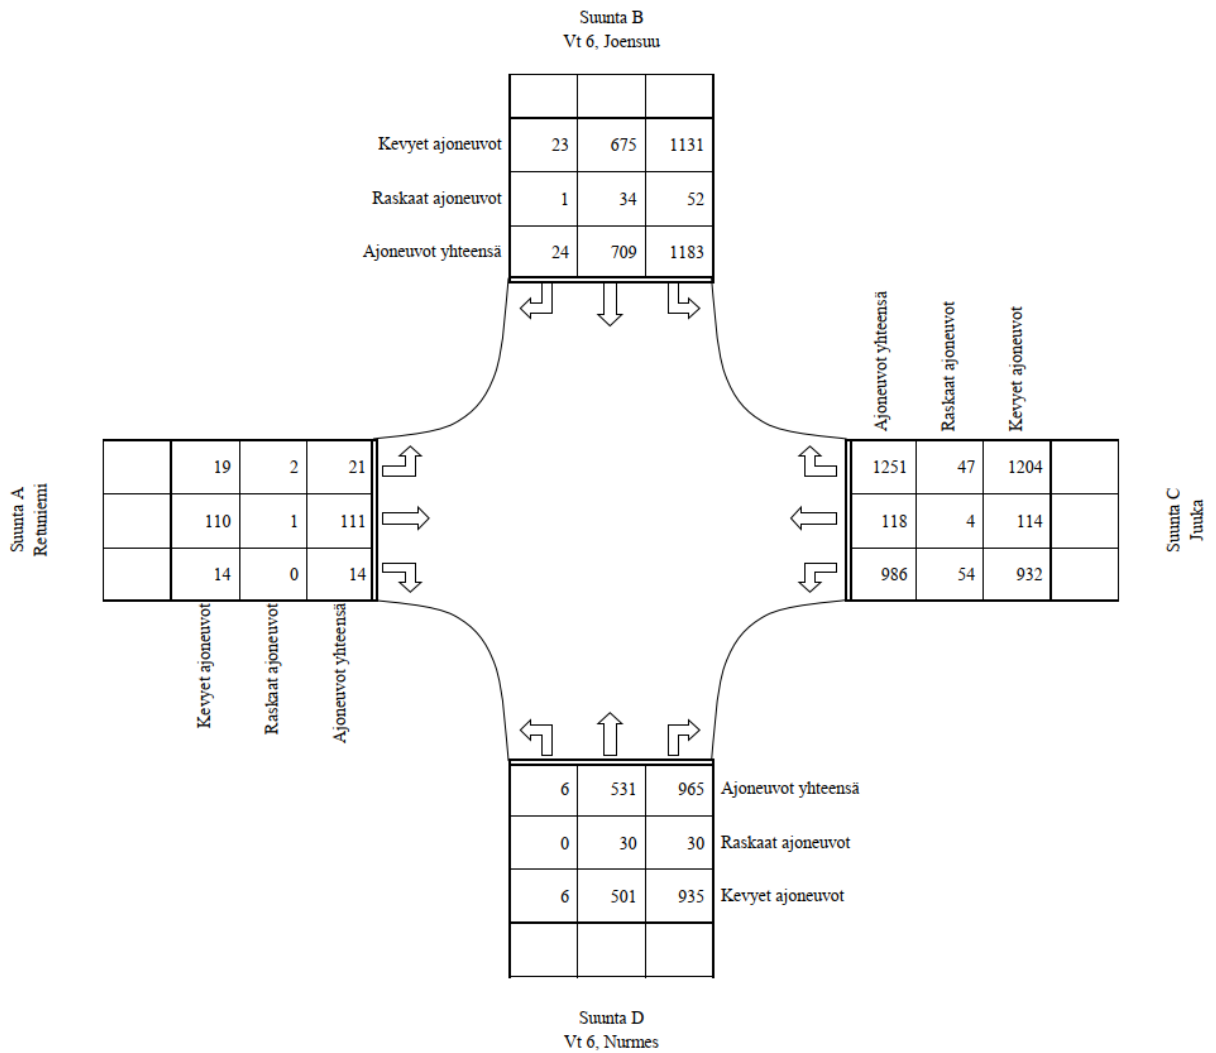 Suunta B
Vt 6, Joensuu
Kevyet ajoneuvot 23 675 1131
Raskaat ajoneuvot 1 34 52
Ajoneuvot yhteensä 24 709 1183
Ajoneuvot yhteensä
Raskaat ajoneuvot
Kevyet ajoneuvot
Suunta A
Retuniemi
19 2 21
110 1 111
14 0 14
Kevyet ajoneuvot
Raskaat ajoneuvot
Ajoneuvot yhteensä
1251 47 1204
118 4 114
986 54 932
Suunta C
Juuka
6 531 965 Ajoneuvot yhteensä
0 30 30 Raskaat ajoneuvot
6 501 935 Kevyet ajoneuvot
Suunta D
Vt 6, Nurmes